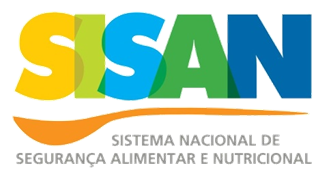 SISAN
SISTEMA NACIONAL DE
SEGURANÇA ALIMENTAR E NUTRICIONAL